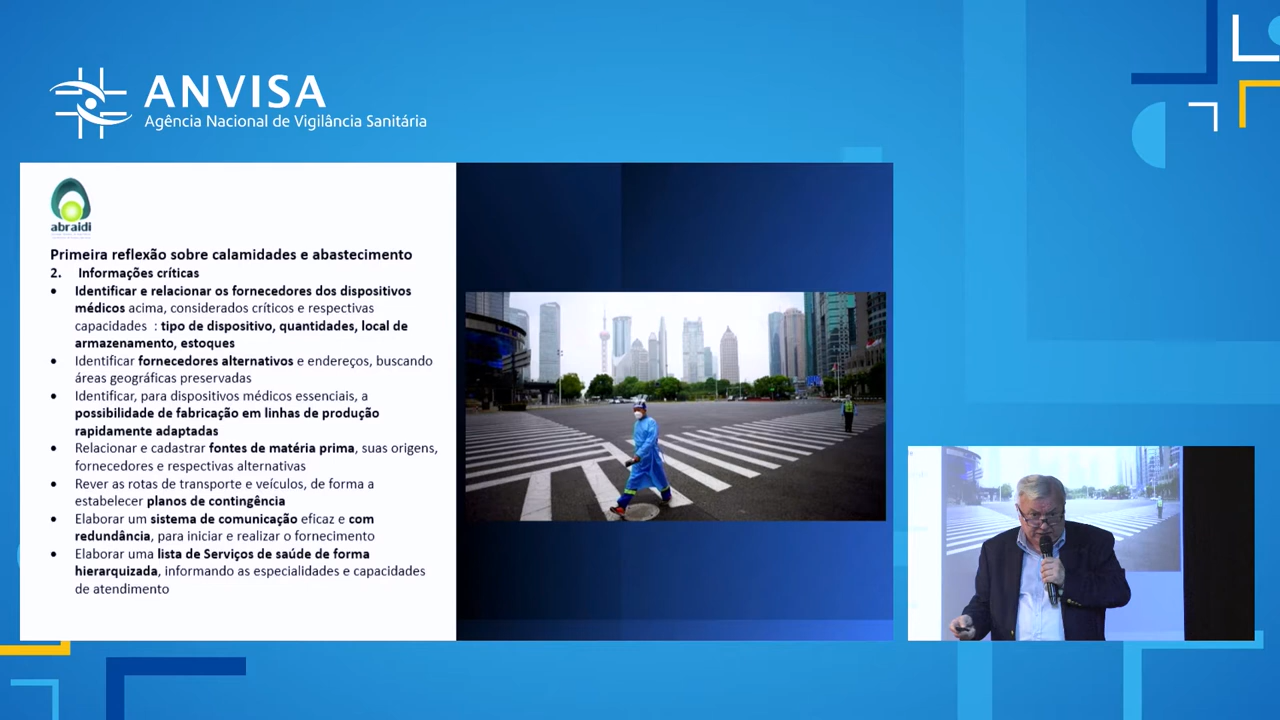 ANVISA
Agência Nacional de Vigilância Sanitária
abraidi
Primeira reflexão sobre calamidades e abastecimento
2. Informações críticas
• Identificar e relacionar os fornecedores dos dispositivos
médicos acima, considerados críticos e respectivas
capacidades : tipo de dispositivo, quantidades, local de
armazenamento, estoques
• Identificar fornecedores alternativos e endereços, buscando
áreas geográficas preservadas
• Identificar, para dispositivos médicos essenciais, a
possibilidade de fabricação em linhas de produção
rapidamente adaptadas
• Relacionar e cadastrar fontes de matéria prima, suas origens,
fornecedores e respectivas alternativas
• Rever as rotas de transporte e veículos, de forma a
estabelecer planos de contingência
• Elaborar um sistema de comunicação eficaz e com
redundância, para iniciar e realizar o fornecimento
• Elaborar uma lista de Serviços de saúde de forma
hierarquizada, informando as especialidades e capacidades
de atendimento